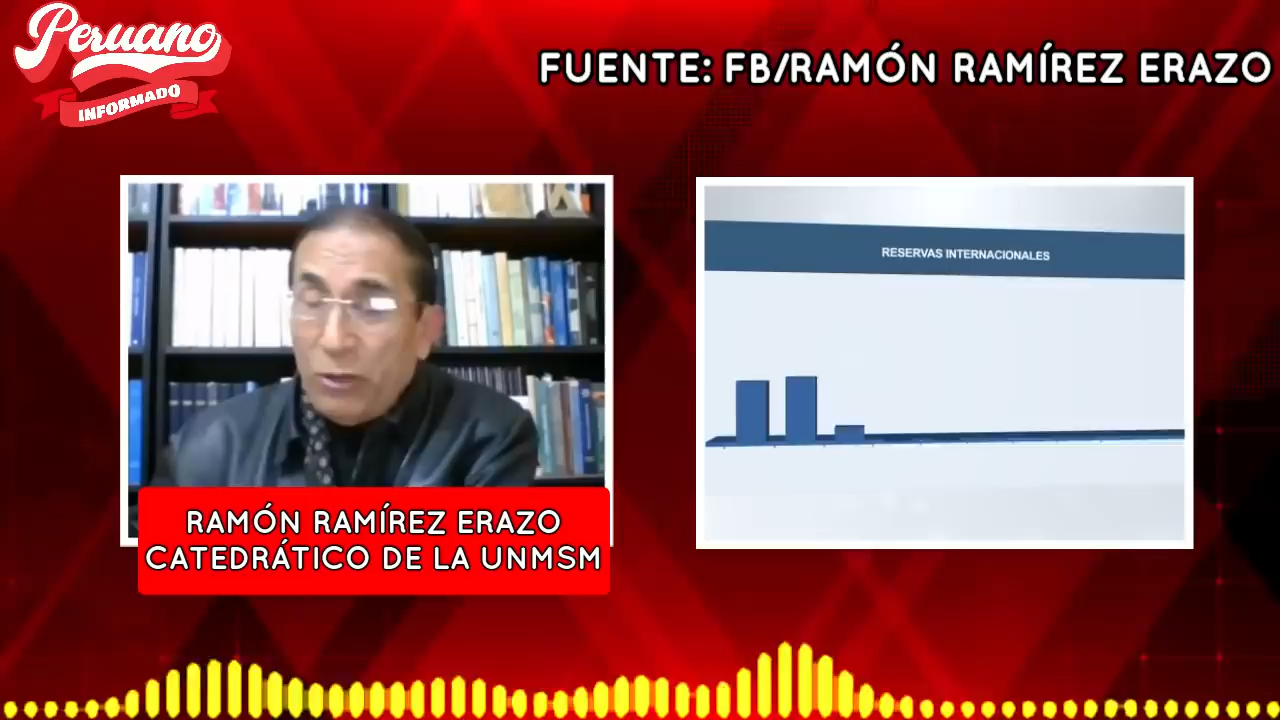 Peruano
INFORMADO
FUENTE: FB/RAMÓN RAMÍREZ ERAZO
RESERVAS INTERNACIONALES
RAMÓN RAMÍREZ ERAZO
CATEDRÁTICO DE LA UNMSM